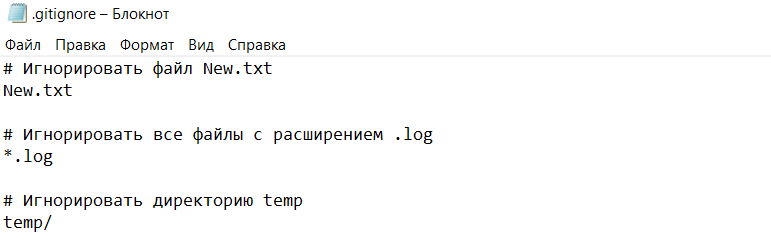 .gitignore – Блокнот
Файл Правка Формат Вид Справка
# Игнорировать файл New.txt
New.txt
# Игнорировать все файлы с расширением .log
*.log
# Игнорировать директорию temp
temp/